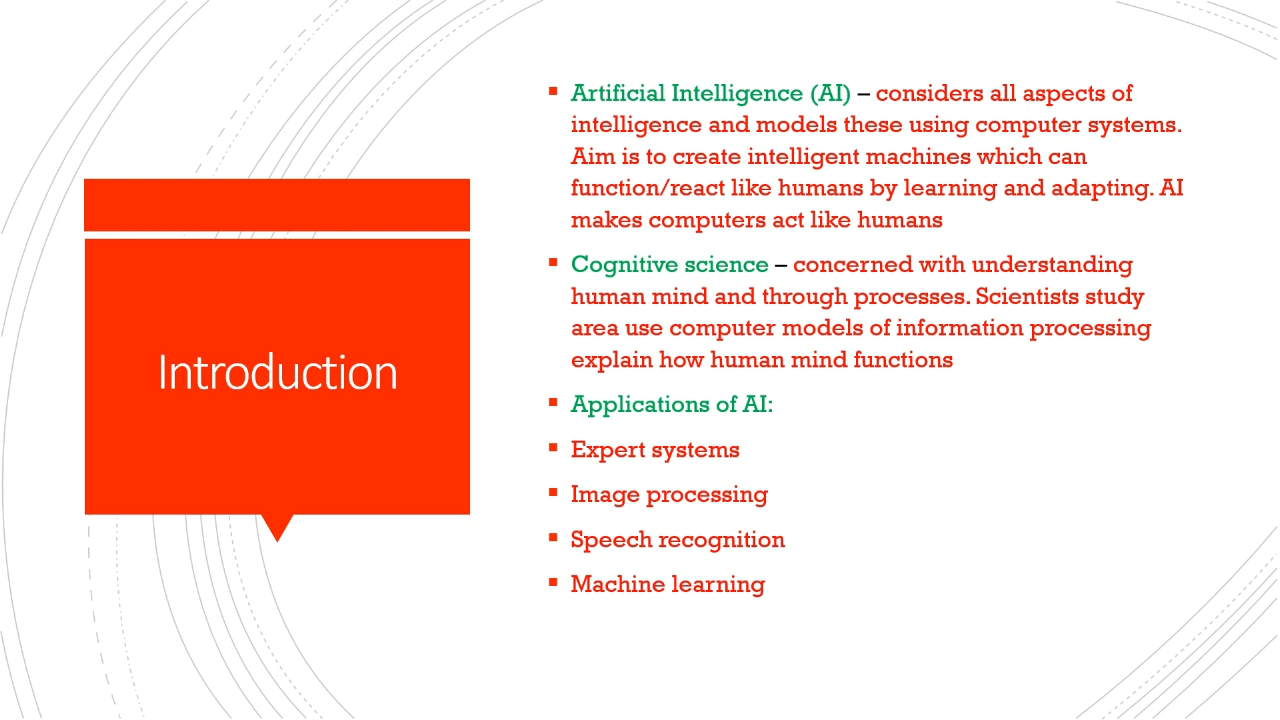 Introduction
Artificial Intelligence (AI) – considers all aspects of
intelligence and models these using computer systems.
Aim is to create intelligent machines which can
function/react like humans by learning and adapting. AI
makes computers act like humans
Cognitive science – concerned with understanding
human mind and through processes. Scientists study
area use computer models of information processing
explain how human mind functions
Applications of AI:
Expert systems
Image processing
Speech recognition
Machine learning